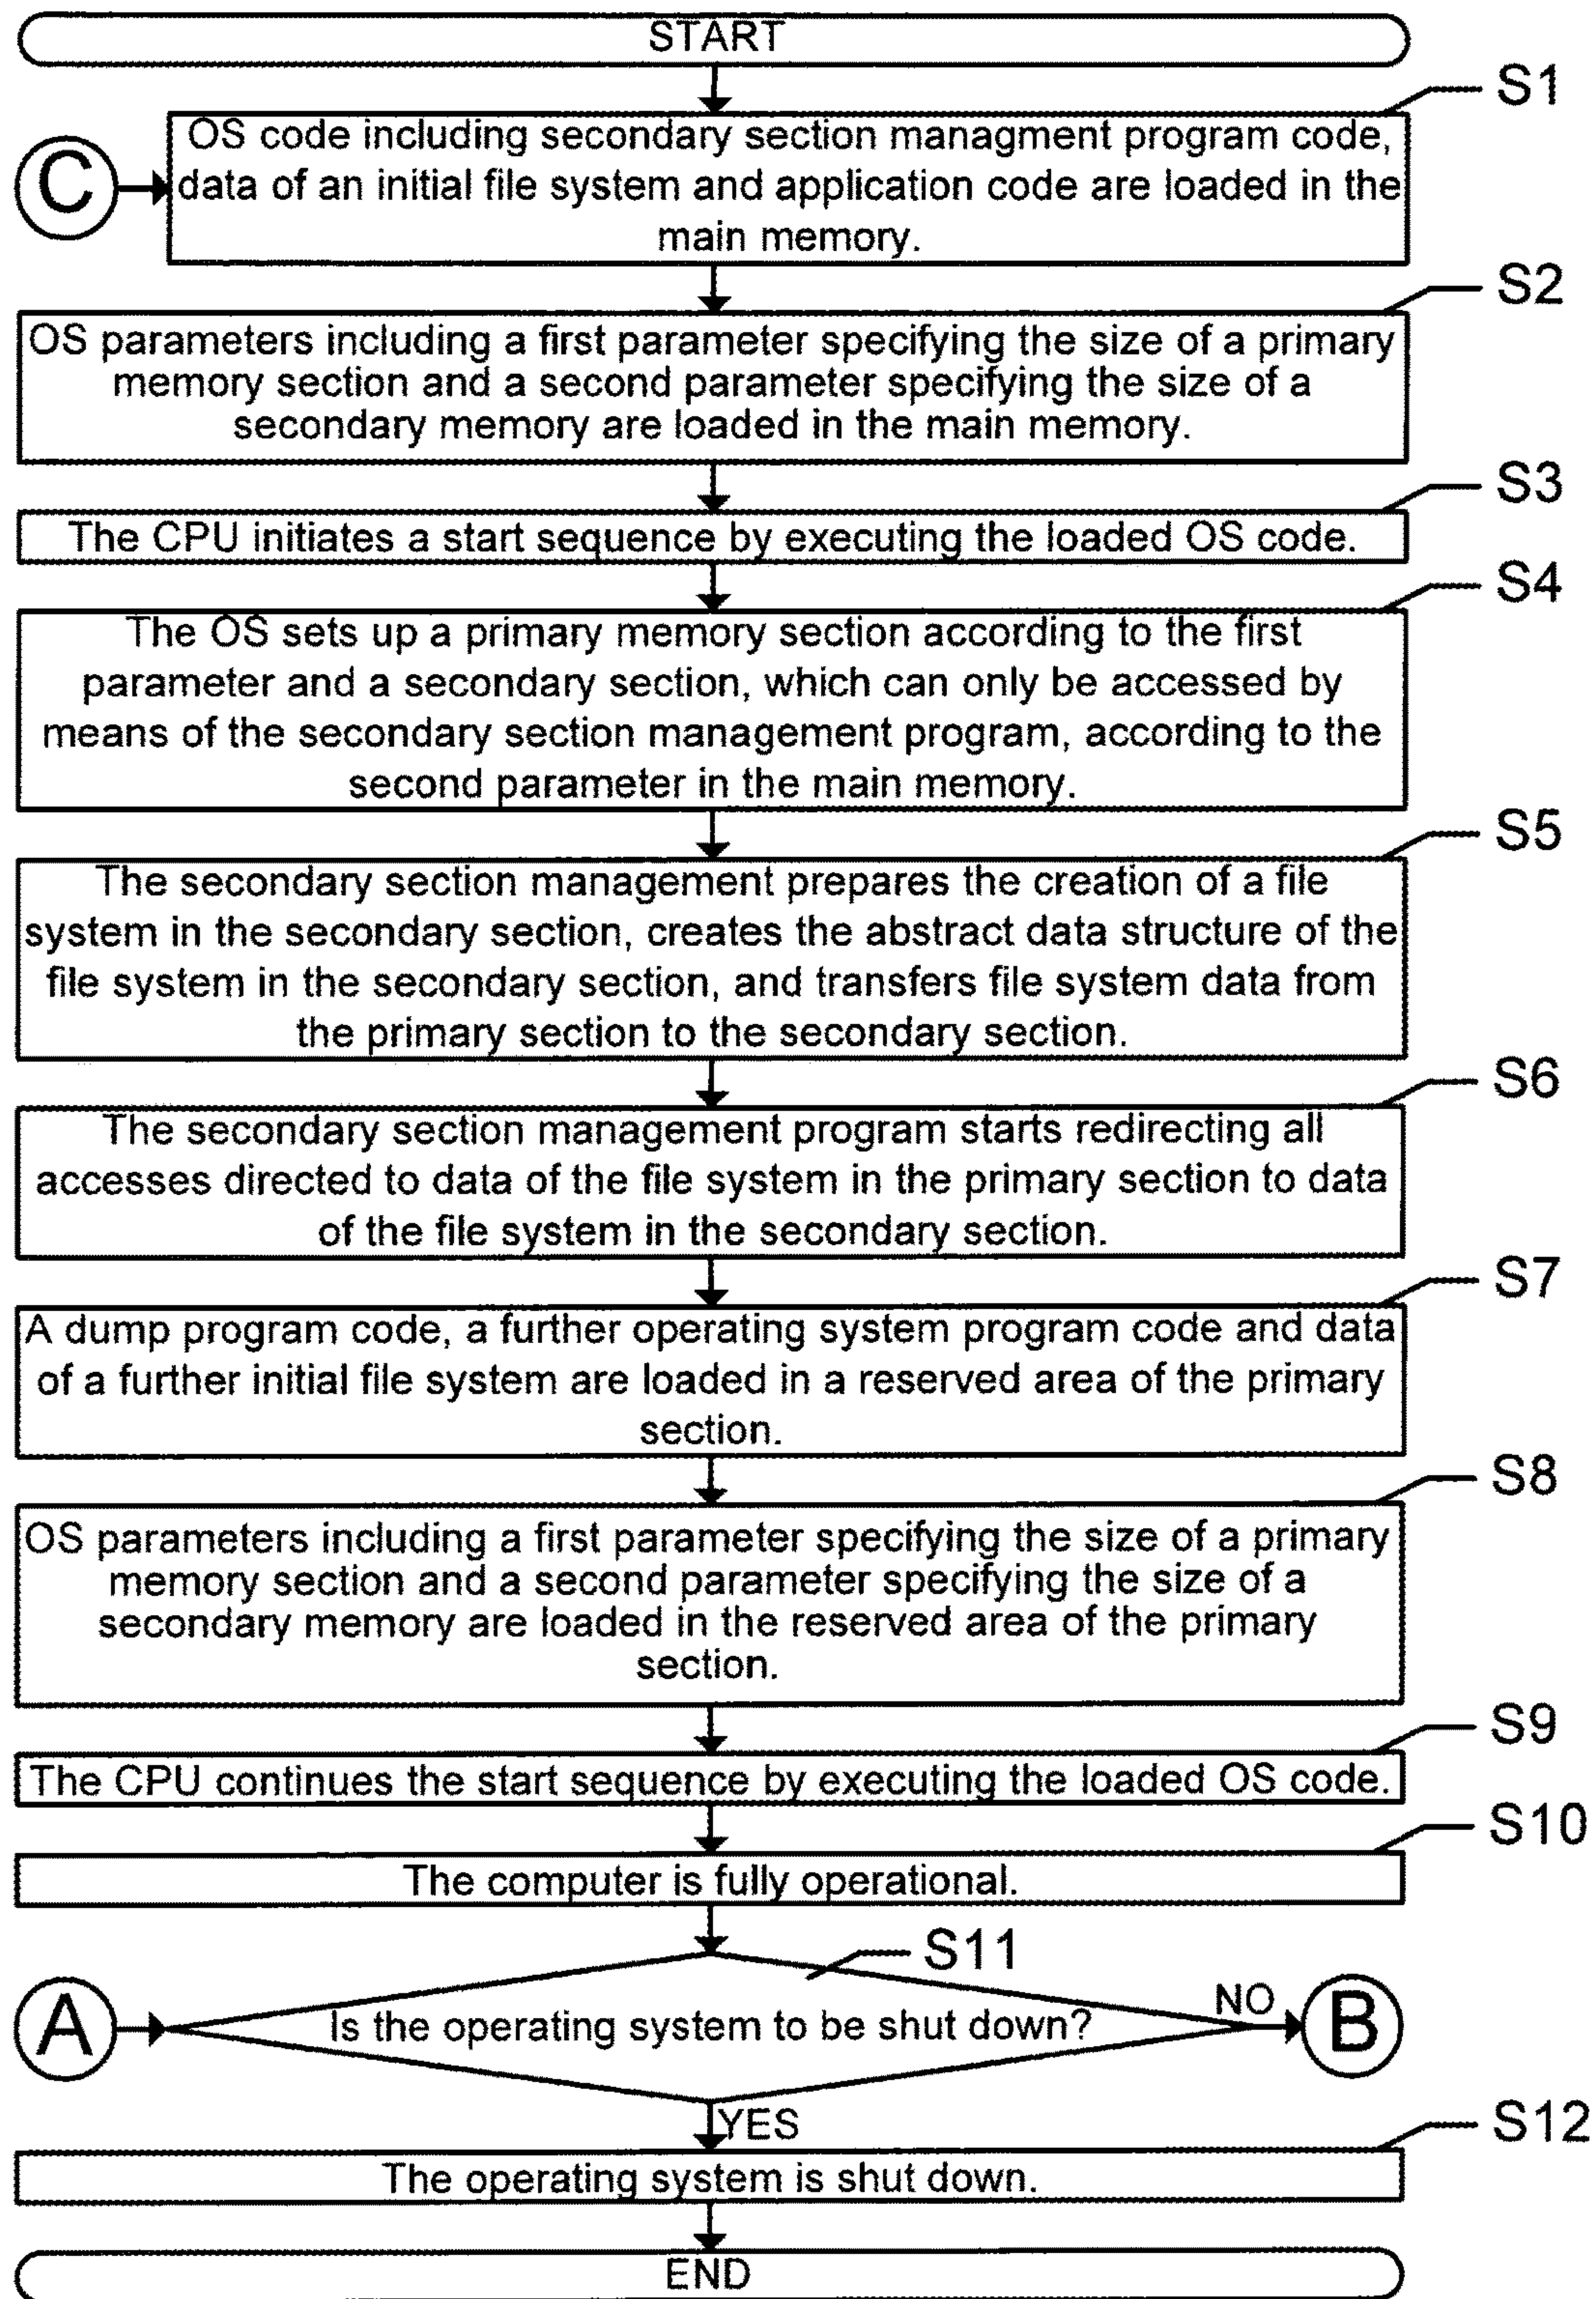 START
S1
OS code including secondary section managment program code,
C
data of an initial file system and application code are loaded in the
main memory.
S2
OS parameters including a first parameter specifying the size of a primary
memory section and a second parameter specifying the size of a
secondary memory are loaded in the main memory.
S3
The CPU initiates a start sequence by executing the loaded OS code.
S4
The OS sets up a primary memory section according to the first
parameter and a secondary section, which can only be accessed by
means of the secondary section management program, according to the
second parameter in the main memory.
S5
The secondary section management prepares the creation of a file
system in the secondary section, creates the abstract data structure of the
file system in the secondary section, and transfers file system data from
the primary section to the secondary section.
S6
The secondary section management program starts redirecting all
accesses directed to data of the file system in the primary section to data
of the file system in the secondary section.
S7
A dump program code, a further operating system program code and data
of a further initial file system are loaded in a reserved area of the primary
section.
S8
OS parameters including a first parameter specifying the size of a primary
memory section and a second parameter specifying the size of a
secondary memory are loaded in the reserved area of the primary
section.
S9
The CPU continues the start sequence by executing the loaded OS code.
S10
The computer is fully operational.
S11
A
Is the operating system to be shut down?
NO
B
YES
S12
The operating system is shut down.
END